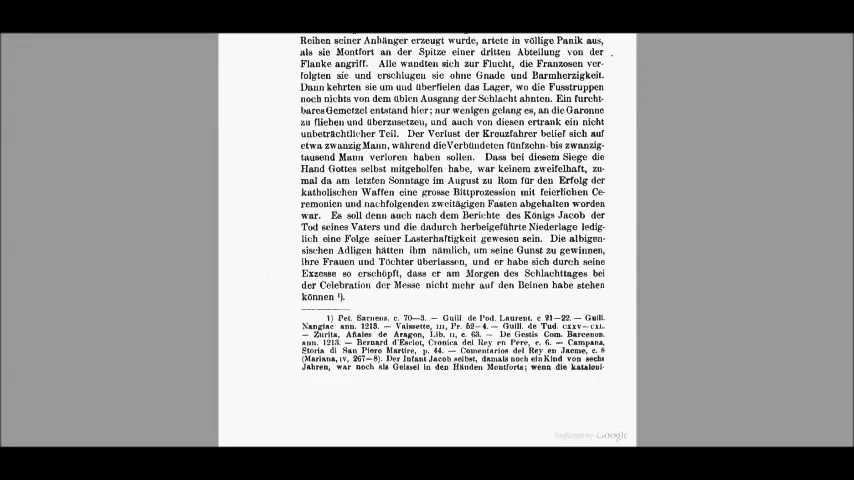 Reihen seiner Anhänger erzeugt wurde, artete in völlige Panik aus,
als sie Montfort an der Spitze einer dritten Abteilung von der
Flanke angriff. Alle wandten sich zur Flucht, die Franzosen ver-
folgten sie und erschlugen sie ohne Gnade und Barmherzigkeit.
Dann kehrten sie um und überfielen das Lager, wo die Fusstruppen
noch nichts von dem üblen Ausgang der Schlacht ahnten. Ein furcht-
bares Gemetzel entstand hier; nur wenigen gelang es, an die Garonne
zu fliehen und überzusetzen, und auch von diesen ertrank ein nicht
unbeträchtlicher Teil. Der Verlust der Kreuzfahrer belief sich auf
etwa zwanzig Mann, während die Verbündeten fünfzehn- bis zwanzig-
tausend Mann verloren haben sollen. Dass bei diesem Siege die
Hand Gottes selbst mitgeholfen habe, war keinem zweifelhaft, zu-
mal da am letzten Sonntage im August zu Rom für den Erfolg der
katholischen Waffen eine grosse Bittprozession mit feierlichen Ce-
remonien und nachfolgenden zweitägigen Fasten abgehalten worden
war. Es soll denn auch nach dem Berichte des Königs Jacob der
Tod seines Vaters und die dadurch herbeigeführte Niederlage ledig-
lich eine Folge seiner Lasterhaftigkeit gewesen sein. Die albigen-
sischen Adligen hätten ihm nämlich, um seine Gunst zu gewinnen,
ihre Frauen und Töchter überlassen, und er habe sich durch seine
Exzesse so erschöpft, dass er am Morgen des Schlachttages bei
der Celebration der Messe nicht mehr auf den Beinen habe stehen
können ¹).
1) Pet. Sarnens. c. 70—3. — Guill. de Pod. Laurent. c 21—22. — Guill.
Nangiac ann. 1213. — Vaissette, III, Pr. 52—4. — Guill. de Tud. CXXV—CXL.
— Zurita, Añales de Aragon, Lib. II, c. 63. — De Gestis Com. Barcenon.
ann. 1213. — Bernard d'Esclot, Cronica del Rey en Pere, c. 6. — Campana,
Storia di San Piero Martire, p. 44. — Comentarios del Rey en Jacme, c. 8
(Mariana, IV, 267—8). Der Infant Jacob selbst, damals noch ein Kind von sechs
Jahren, war noch als Geissel in den Händen Montforts; wenn die kataloni-
Digitized by Google